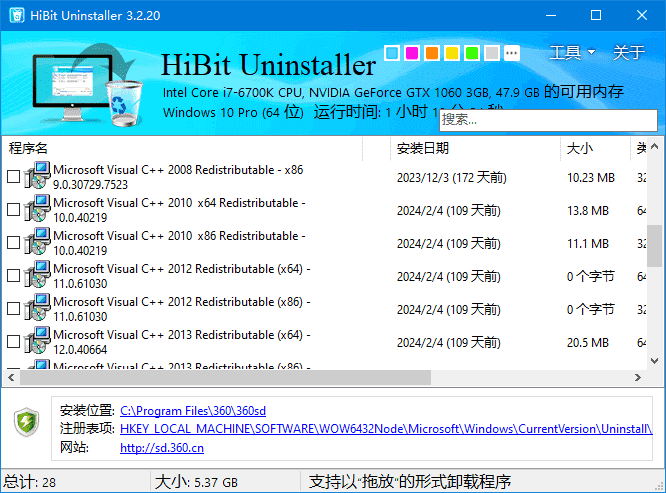 HiBit Uninstaller 3.2.20
HiBit Uninstaller
工具 关于
Intel Core i7-6700K CPU, NVIDIA GeForce GTX 1060 3GB, 47.9 GB 的可用内存
Windows 10 Pro (64 位) 运行时间: 1 小时
搜索...
程序名 安装日期 大小 类
Microsoft Visual C++ 2008 Redistributable - x86
9.0.30729.7523
2023/12/3 (172 天前) 10.23 MB 32
Microsoft Visual C++ 2010 x64 Redistributable -
10.0.40219
2024/2/4 (109 天前) 13.8 MB 64
Microsoft Visual C++ 2010 x86 Redistributable -
10.0.40219
2024/2/4 (109 天前) 11.1 MB 32
Microsoft Visual C++ 2012 Redistributable (x64) -
11.0.61030
2024/2/4 (109 天前) 0 个字节 64
Microsoft Visual C++ 2012 Redistributable (x86) -
11.0.61030
2024/2/4 (109 天前) 0 个字节 32
Microsoft Visual C++ 2013 Redistributable (x64) -
12.0.40664
2024/2/4 (109 天前) 20.5 MB 64
Microsoft Visual C++ 2013 Redistributable (x86) -
安装位置: C:\Program Files\360\360sd
注册表项: HKEY_LOCAL_MACHINE\SOFTWARE\WOW6432Node\Microsoft\Windows\CurrentVersion\Uninstall\
网站: http://sd.360.cn
总计: 28 大小: 5.37 GB 支持以"拖放"的形式卸载程序